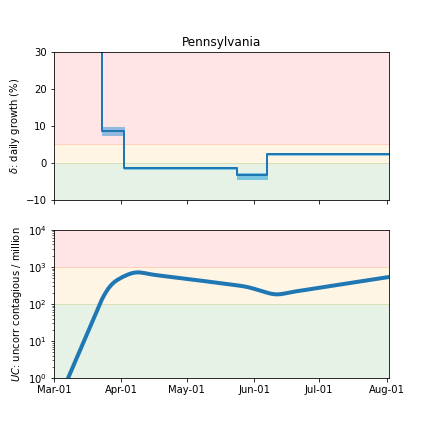 Pennsylvania
30
20
10
0
−10
δ: daily growth (%)
10⁴
10³
10²
10¹
10⁰
UC: uncorr contagious / million
Mar-01 Apr-01 May-01 Jun-01 Jul-01 Aug-01